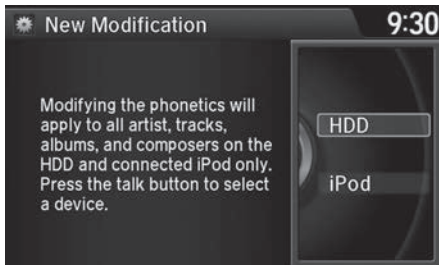 New Modification
9:30
Modifying the phonetics will
apply to all artist, tracks,
albums, and composers on the
HDD and connected iPod only.
Press the talk button to select
a device.
HDD
iPod